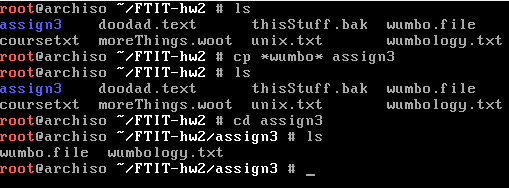 root@archiso ~/FTIT-hw2 # ls
assign3    doodad.text      thisStuff.bak  wumbo.file
coursetxt  moreThings.woot  unix.txt       wumbology.txt
root@archiso ~/FTIT-hw2 # cp *wumbo* assign3
root@archiso ~/FTIT-hw2 # ls
assign3    doodad.text      thisStuff.bak  wumbo.file
coursetxt  moreThings.woot  unix.txt       wumbology.txt
root@archiso ~/FTIT-hw2 # cd assign3
root@archiso ~/FTIT-hw2/assign3 # ls
wumbo.file  wumbology.txt
root@archiso ~/FTIT-hw2/assign3 # _